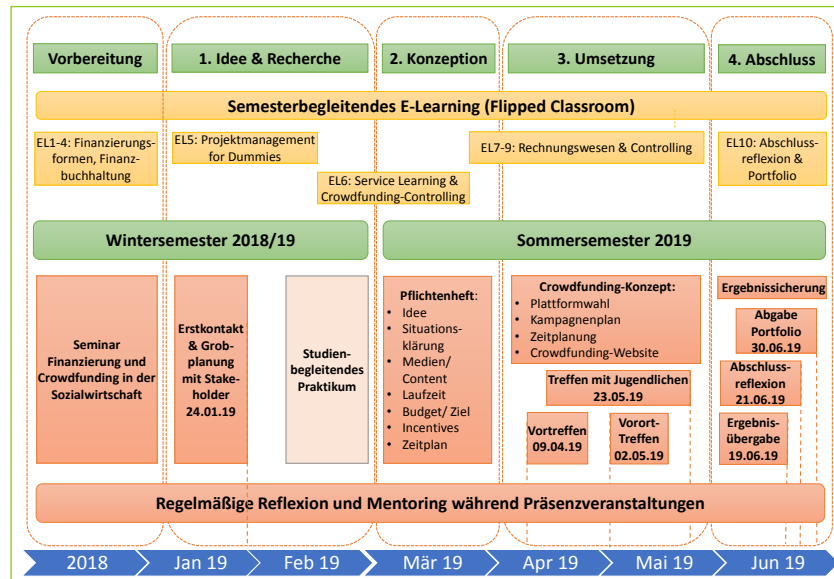 Vorbereitung
1. Idee & Recherche
2. Konzeption
3. Umsetzung
4. Abschluss
Semesterbegleitendes E-Learning (Flipped Classroom)
EL1-4: Finanzierungs-
formen, Finanz-
buchhaltung
EL5: Projektmanagement
for Dummies
EL6: Service Learning &
Crowdfunding-Controlling
EL7-9: Rechnungswesen & Controlling
EL10: Abschluss-
reflexion &
Portfolio
Wintersemester 2018/19
Sommersemester 2019
Seminar
Finanzierung und
Crowdfunding in der
Sozialwirtschaft
Erstkontakt
& Grob-
planung
mit Stake-
holder
24.01.19
Studien-
begleitendes
Praktikum
Pflichtenheft:
• Idee
• Situations-
klärung
• Medien/
Content
• Laufzeit
• Budget/ Ziel
• Incentives
• Zeitplan
Crowdfunding-Konzept:
• Plattformwahl
• Kampagnenplan
• Zeitplanung
• Crowdfunding-Website
Treffen mit Jugendlichen
23.05.19
Vortreffen
09.04.19
Vorort-
Treffen
02.05.19
Ergebnissicherung
Abgabe
Portfolio
30.06.19
Abschluss-
reflexion
21.06.19
Ergebnis-
übergabe
19.06.19
Regelmäßige Reflexion und Mentoring während Präsenzveranstaltungen
2018
Jan 19
Feb 19
Mär 19
Apr 19
Mai 19
Jun 19